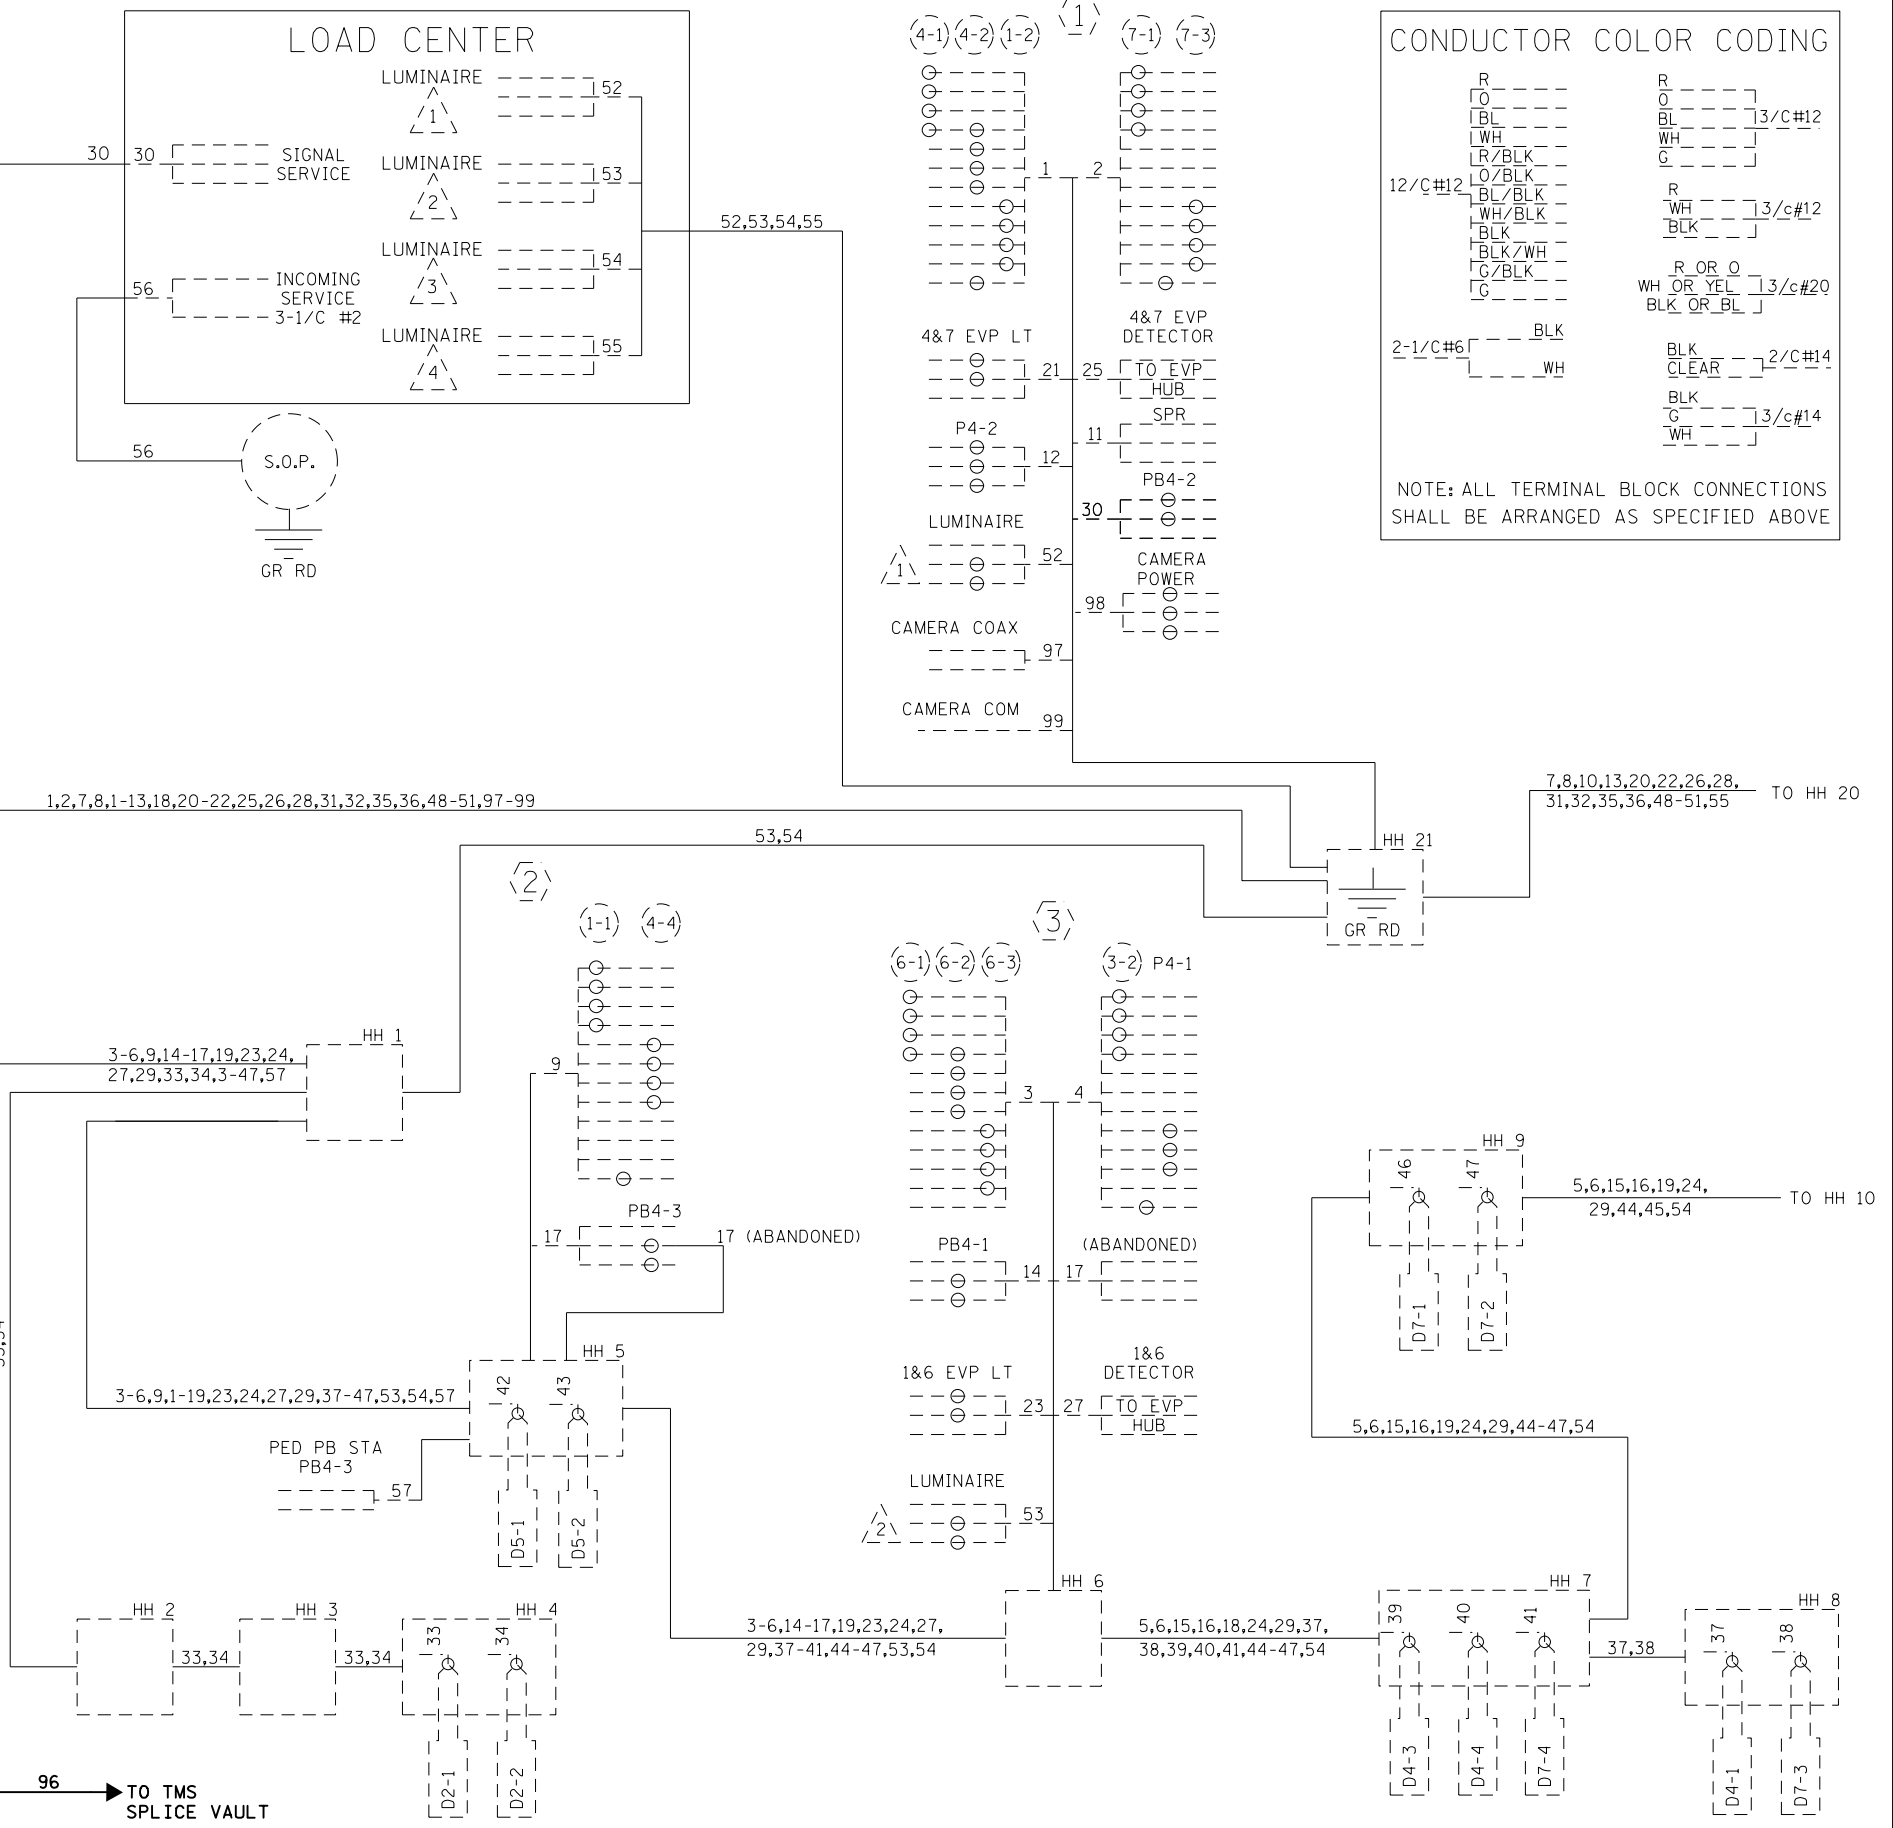 LOAD CENTER
LUMINAIRE
1
52
30
30
SIGNAL
SERVICE
LUMINAIRE
2
53
52,53,54,55
LUMINAIRE
3
54
56
INCOMING
SERVICE
3-1/C #2
LUMINAIRE
4
55
56
S.O.P.
GR RD
1
4-1
4-2
1-2
7-1
7-3
1
2
4&7 EVP LT
21
25
4&7 EVP
DETECTOR
TO EVP
HUB
P4-2
12
11
SPR
30
PB4-2
LUMINAIRE
1
52
98
CAMERA
POWER
CAMERA COAX
97
CAMERA COM
99
CONDUCTOR COLOR CODING
12/C#12
R
O
BL
WH
R/BLK
O/BLK
BL/BLK
WH/BLK
BLK
BLK/WH
G/BLK
G
2-1/C#6
BLK
WH
R
O
BL
WH
G
3/C#12
R
WH
BLK
3/c#12
R OR O
WH OR YEL
BLK OR BL
3/c#20
BLK
CLEAR
2/C#14
BLK
G
WH
3/c#14
NOTE: ALL TERMINAL BLOCK CONNECTIONS
SHALL BE ARRANGED AS SPECIFIED ABOVE
1,2,7,8,1-13,18,20-22,25,26,28,31,32,35,36,48-51,97-99
53,54
7,8,10,13,20,22,26,28,
31,32,35,36,48-51,55
TO HH 20
HH 21
GR RD
2
1-1
4-4
9
PB4-3
17
17 (ABANDONED)
HH 1
3-6,9,14-17,19,23,24,
27,29,33,34,3-47,57
3
6-1
6-2
6-3
3-2
P4-1
3
4
PB4-1
14
17
(ABANDONED)
1&6 EVP LT
23
27
1&6
DETECTOR
TO EVP
HUB
LUMINAIRE
2
53
HH 9
46
47
D7-1
D7-2
5,6,15,16,19,24,
29,44,45,54
TO HH 10
5,6,15,16,19,24,29,44-47,54
HH 5
42
43
D5-1
D5-2
3-6,9,1-19,23,24,27,29,37-47,53,54,57
PED PB STA
PB4-3
57
HH 2
33,34
HH 3
33,34
HH 4
33
34
D2-1
D2-2
3-6,14-17,19,23,24,27,
29,37-41,44-47,53,54
HH 6
5,6,15,16,18,24,29,37,
38,39,40,41,44-47,54
HH 7
39
40
41
D4-3
D4-4
D7-4
37,38
HH 8
37
38
D4-1
D7-3
96
TO TMS
SPLICE VAULT